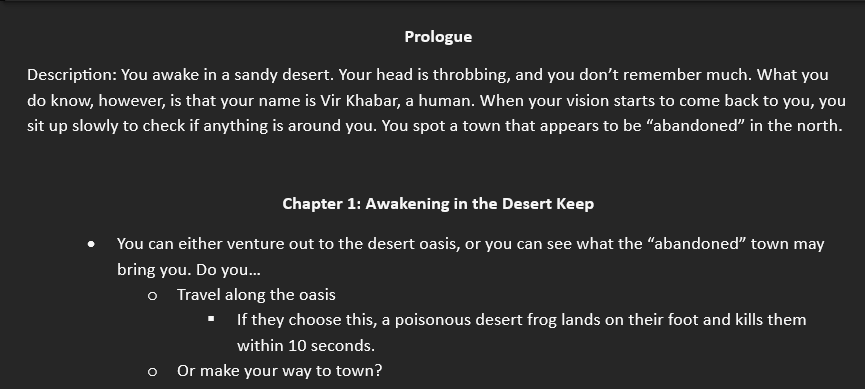 Prologue
Description: You awake in a sandy desert. Your head is throbbing, and you don’t remember much. What you
do know, however, is that your name is Vir Khabar, a human. When your vision starts to come back to you, you
sit up slowly to check if anything is around you. You spot a town that appears to be “abandoned” in the north.
Chapter 1: Awakening in the Desert Keep
• You can either venture out to the desert oasis, or you can see what the “abandoned” town may
bring you. Do you…
o Travel along the oasis
▪ If they choose this, a poisonous desert frog lands on their foot and kills them
within 10 seconds.
o Or make your way to town?